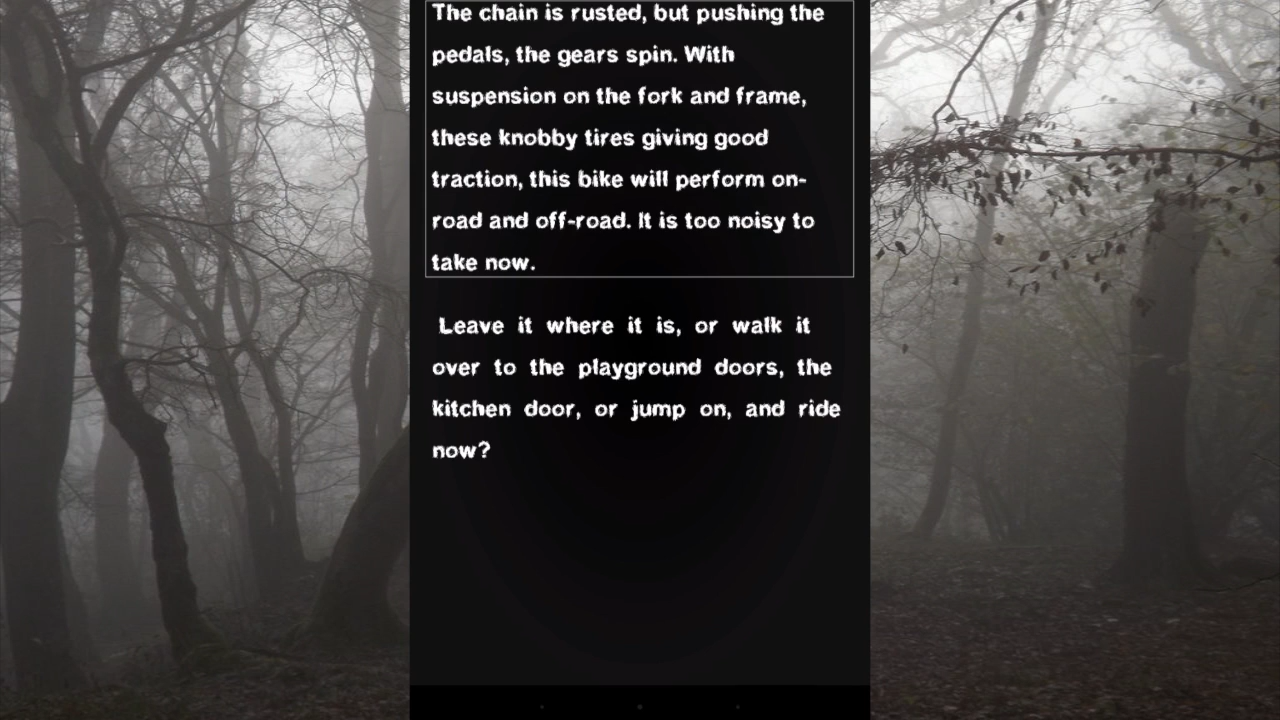 The chain is rusted, but pushing the
pedals, the gears spin. With
suspension on the fork and frame,
these knobby tires giving good
traction, this bike will perform on-
road and off-road. It is too noisy to
take now.
Leave it where it is, or walk it
over to the playground doors, the
kitchen door, or jump on, and ride
now?